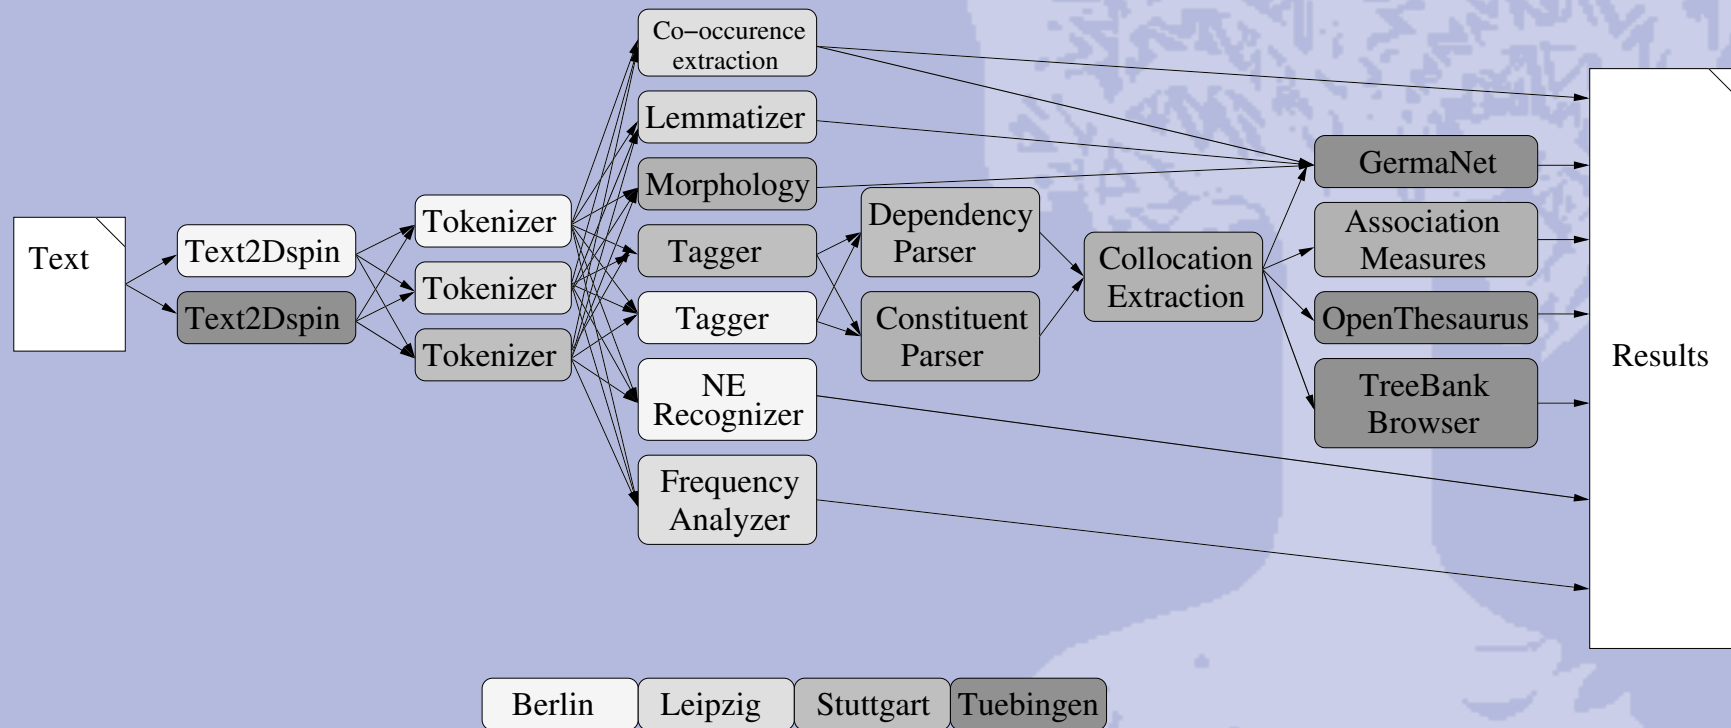 Text
Text2Dspin
Text2Dspin
Tokenizer
Tokenizer
Tokenizer
Co−occurence
extraction
Lemmatizer
Morphology
Tagger
Tagger
NE
Recognizer
Frequency
Analyzer
Dependency
Parser
Constituent
Parser
Collocation
Extraction
GermaNet
Association
Measures
OpenThesaurus
TreeBank
Browser
Results
Berlin
Leipzig
Stuttgart
Tuebingen